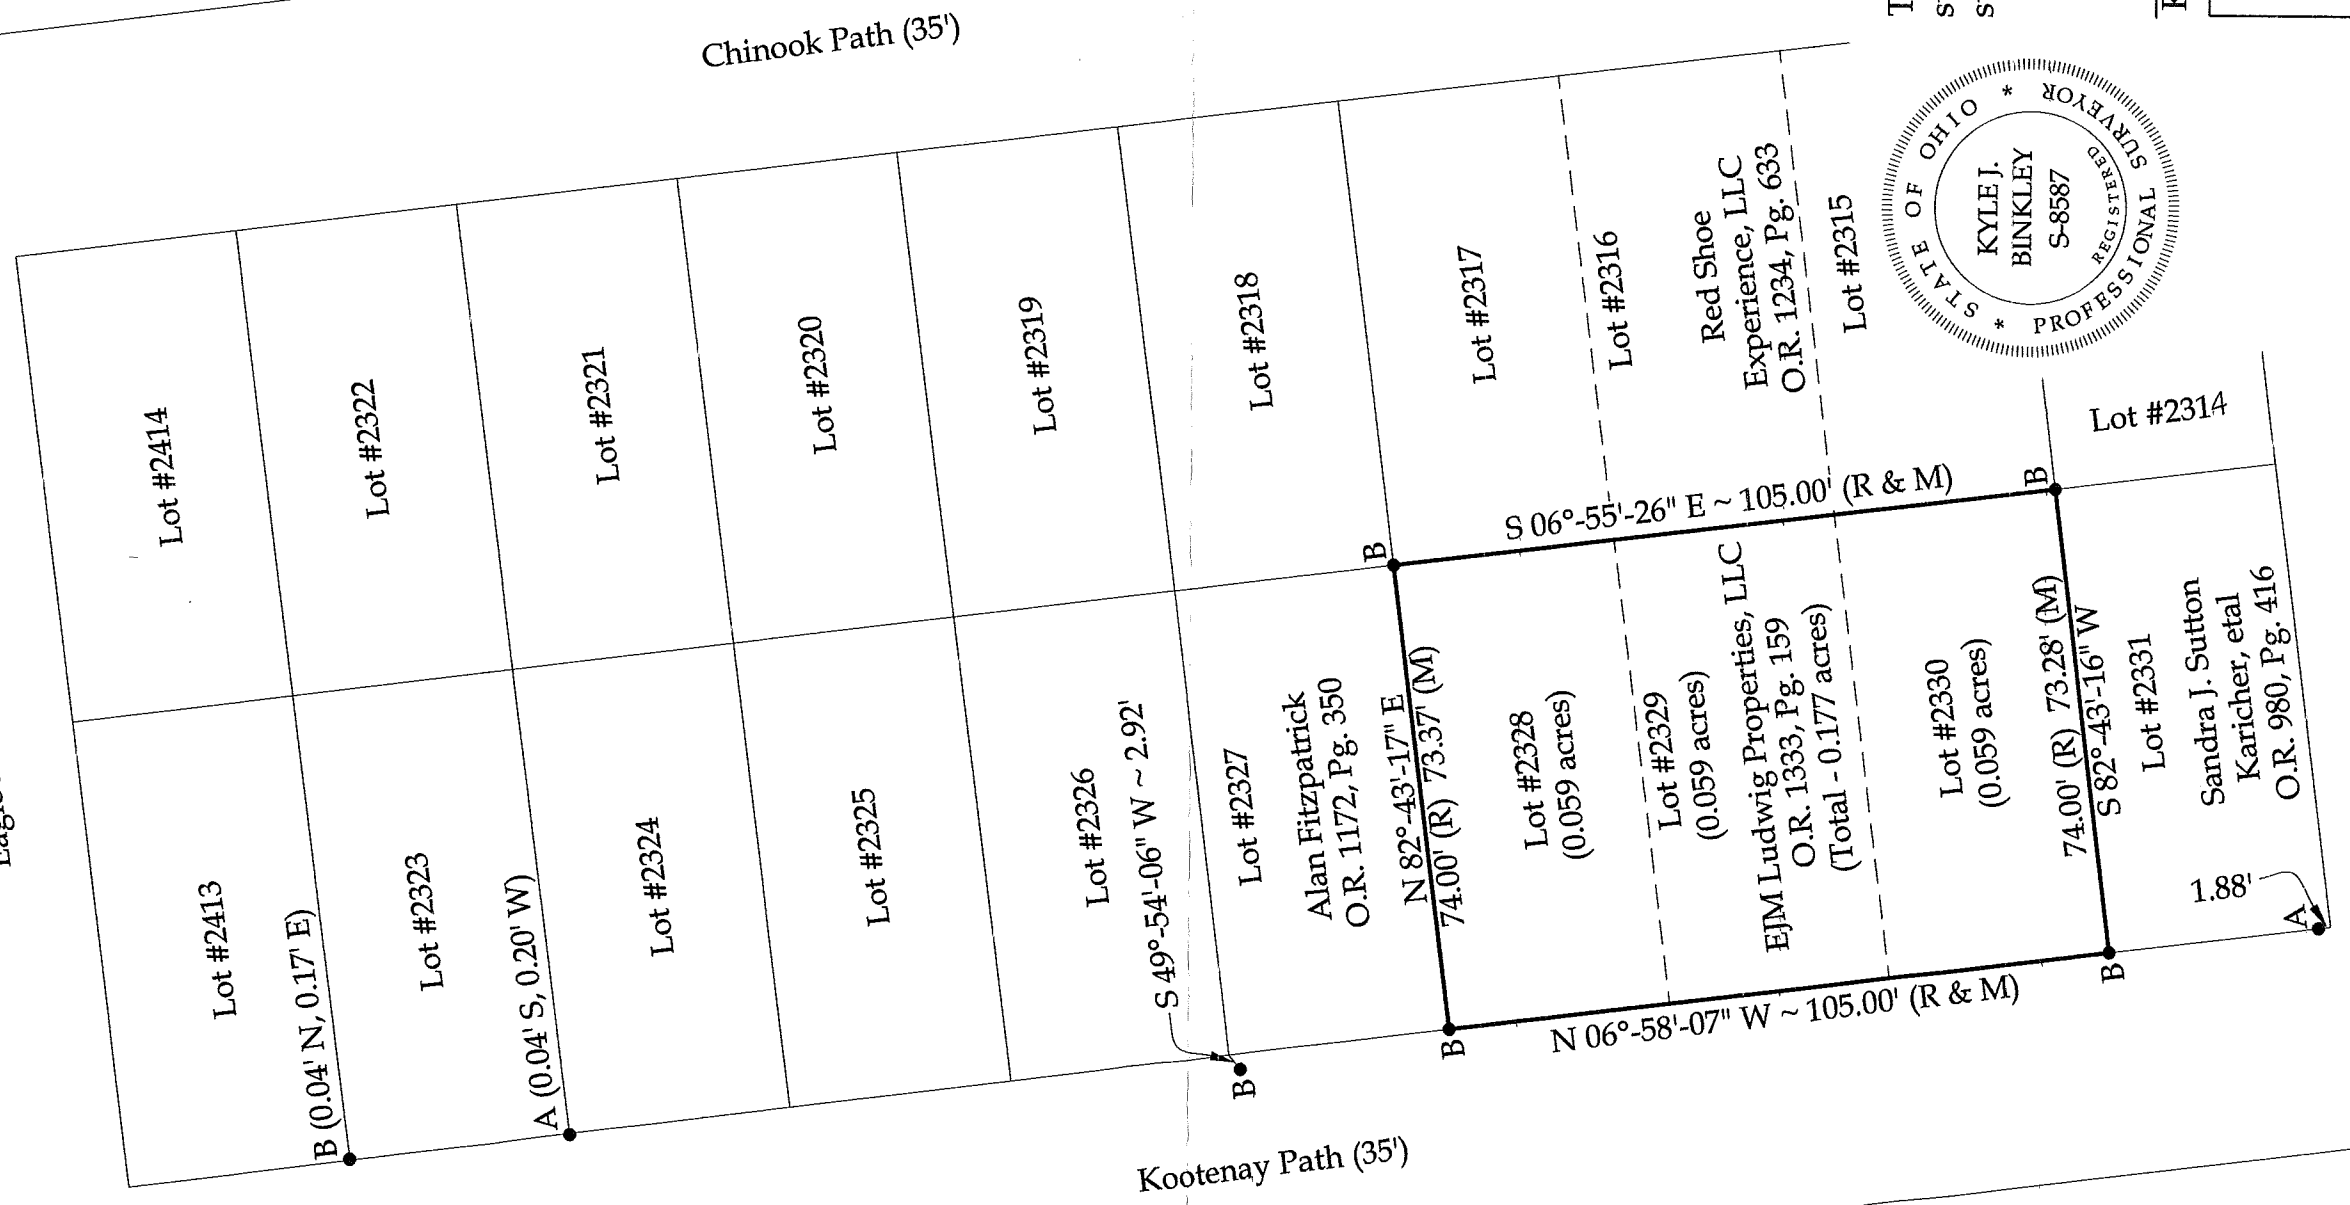 Chinook Path (35')
Lot #2414
Lot #2322
Lot #2321
Lot #2320
Lot #2319
Lot #2318
Lot #2317
Lot #2316
Red Shoe
Experience, LLC
O.R. 1234, Pg. 633
Lot #2315
STATE OF OHIO
* PROFESSIONAL SURVEYOR *
REGISTERED
KYLE J.
BINKLEY
S-8587
Lot #2314
Lot #2413
B (0.04' N, 0.17' E)
Lot #2323
A (0.04' S, 0.20' W)
Lot #2324
Lot #2325
Lot #2326
S 49°-54'-06" W ~ 2.92'
B
Lot #2327
Alan Fitzpatrick
O.R. 1172, Pg. 350
B
S 06°-55'-26" E ~ 105.00' (R & M)
B
N 82°-43'-17" E
74.00' (R) 73.37' (M)
Lot #2328
(0.059 acres)
Lot #2329
(0.059 acres)
EJM Ludwig Properties, LLC
O.R. 1333, Pg. 159
(Total - 0.177 acres)
Lot #2330
(0.059 acres)
74.00' (R) 73.28' (M)
S 82°-43'-16" W
Lot #2331
Sandra J. Sutton
Karicher, etal
O.R. 980, Pg. 416
1.88'
A
B
N 06°-58'-07" W ~ 105.00' (R & M)
B
Kootenay Path (35')